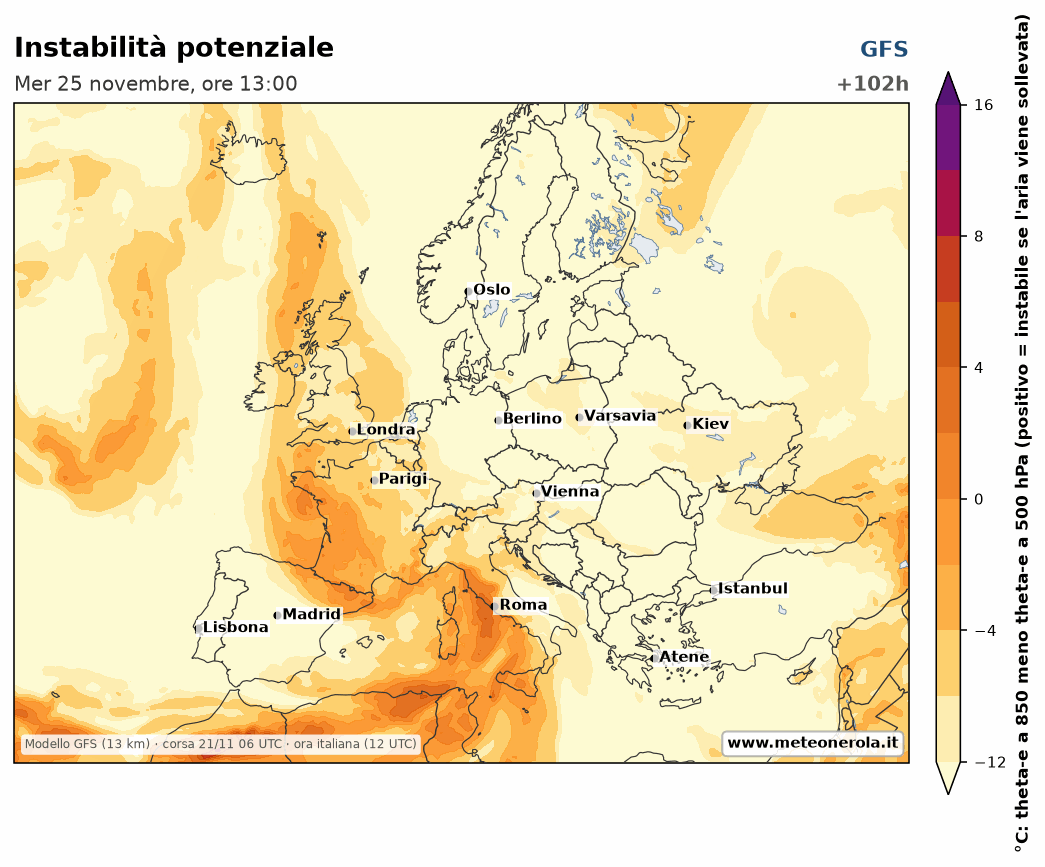 Instabilità potenziale
GFS
Mer 25 novembre, ore 13:00
+102h
Oslo
Londra
Berlino
Varsavia
Kiev
Parigi
Vienna
Madrid
Lisbona
Roma
Istanbul
Atene
Modello GFS (13 km) · corsa 21/11 06 UTC · ora italiana (12 UTC)
www.meteonerola.it
16
8
4
0
−4
−12
°C: theta-e a 850 meno theta-e a 500 hPa (positivo = instabile se l'aria viene sollevata)